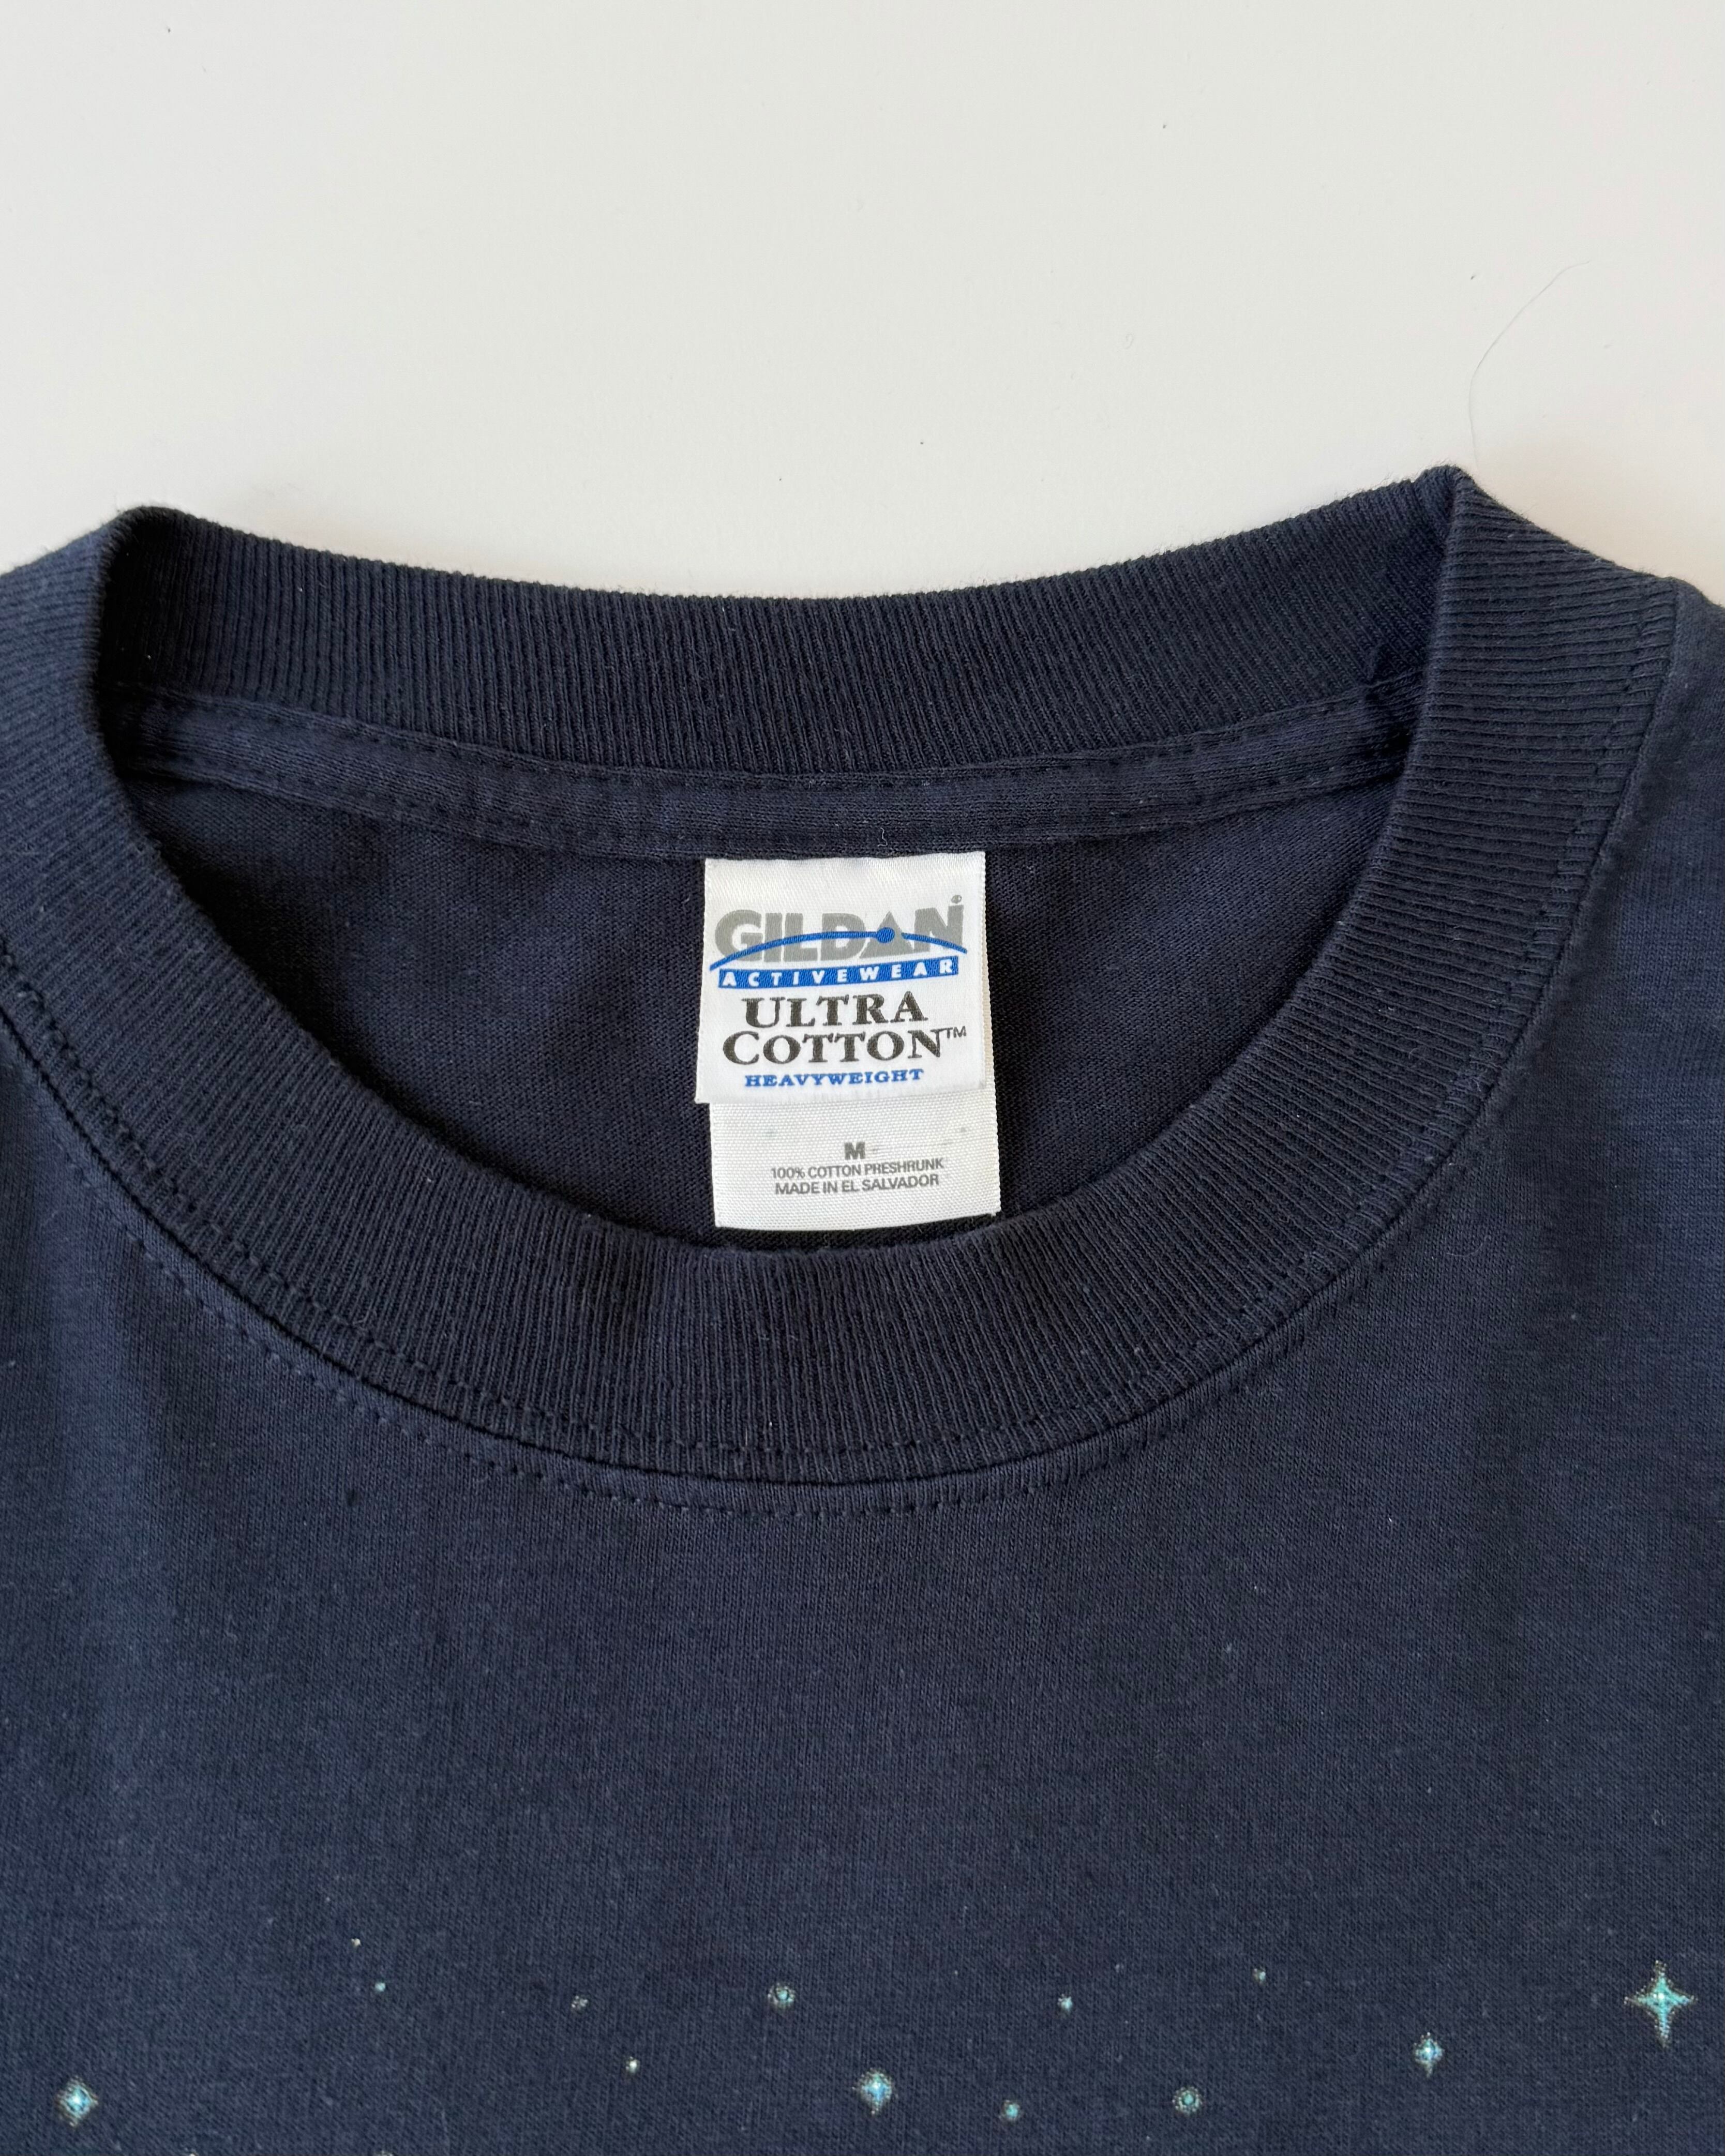 GILDAN®
ACTIVEWEAR
ULTRA
COTTON™
HEAVYWEIGHT
M
100% COTTON PRESHRUNK
MADE IN EL SALVADOR